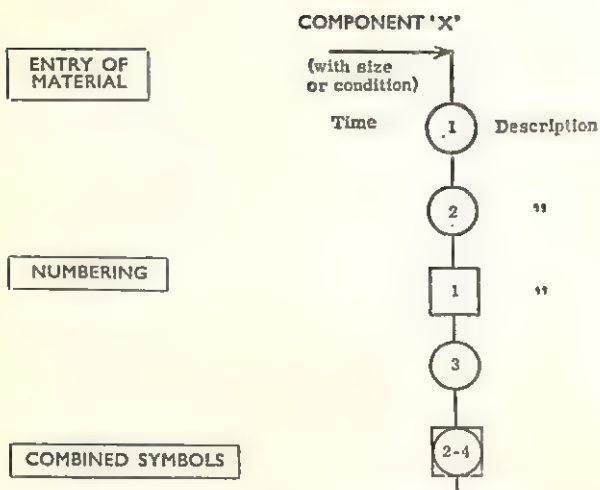 COMPONENT 'X'
ENTRY OF
MATERIAL
(with size
or condition)
Time 1 Description
2 "
NUMBERING
1 "
3
COMBINED SYMBOLS
2-4